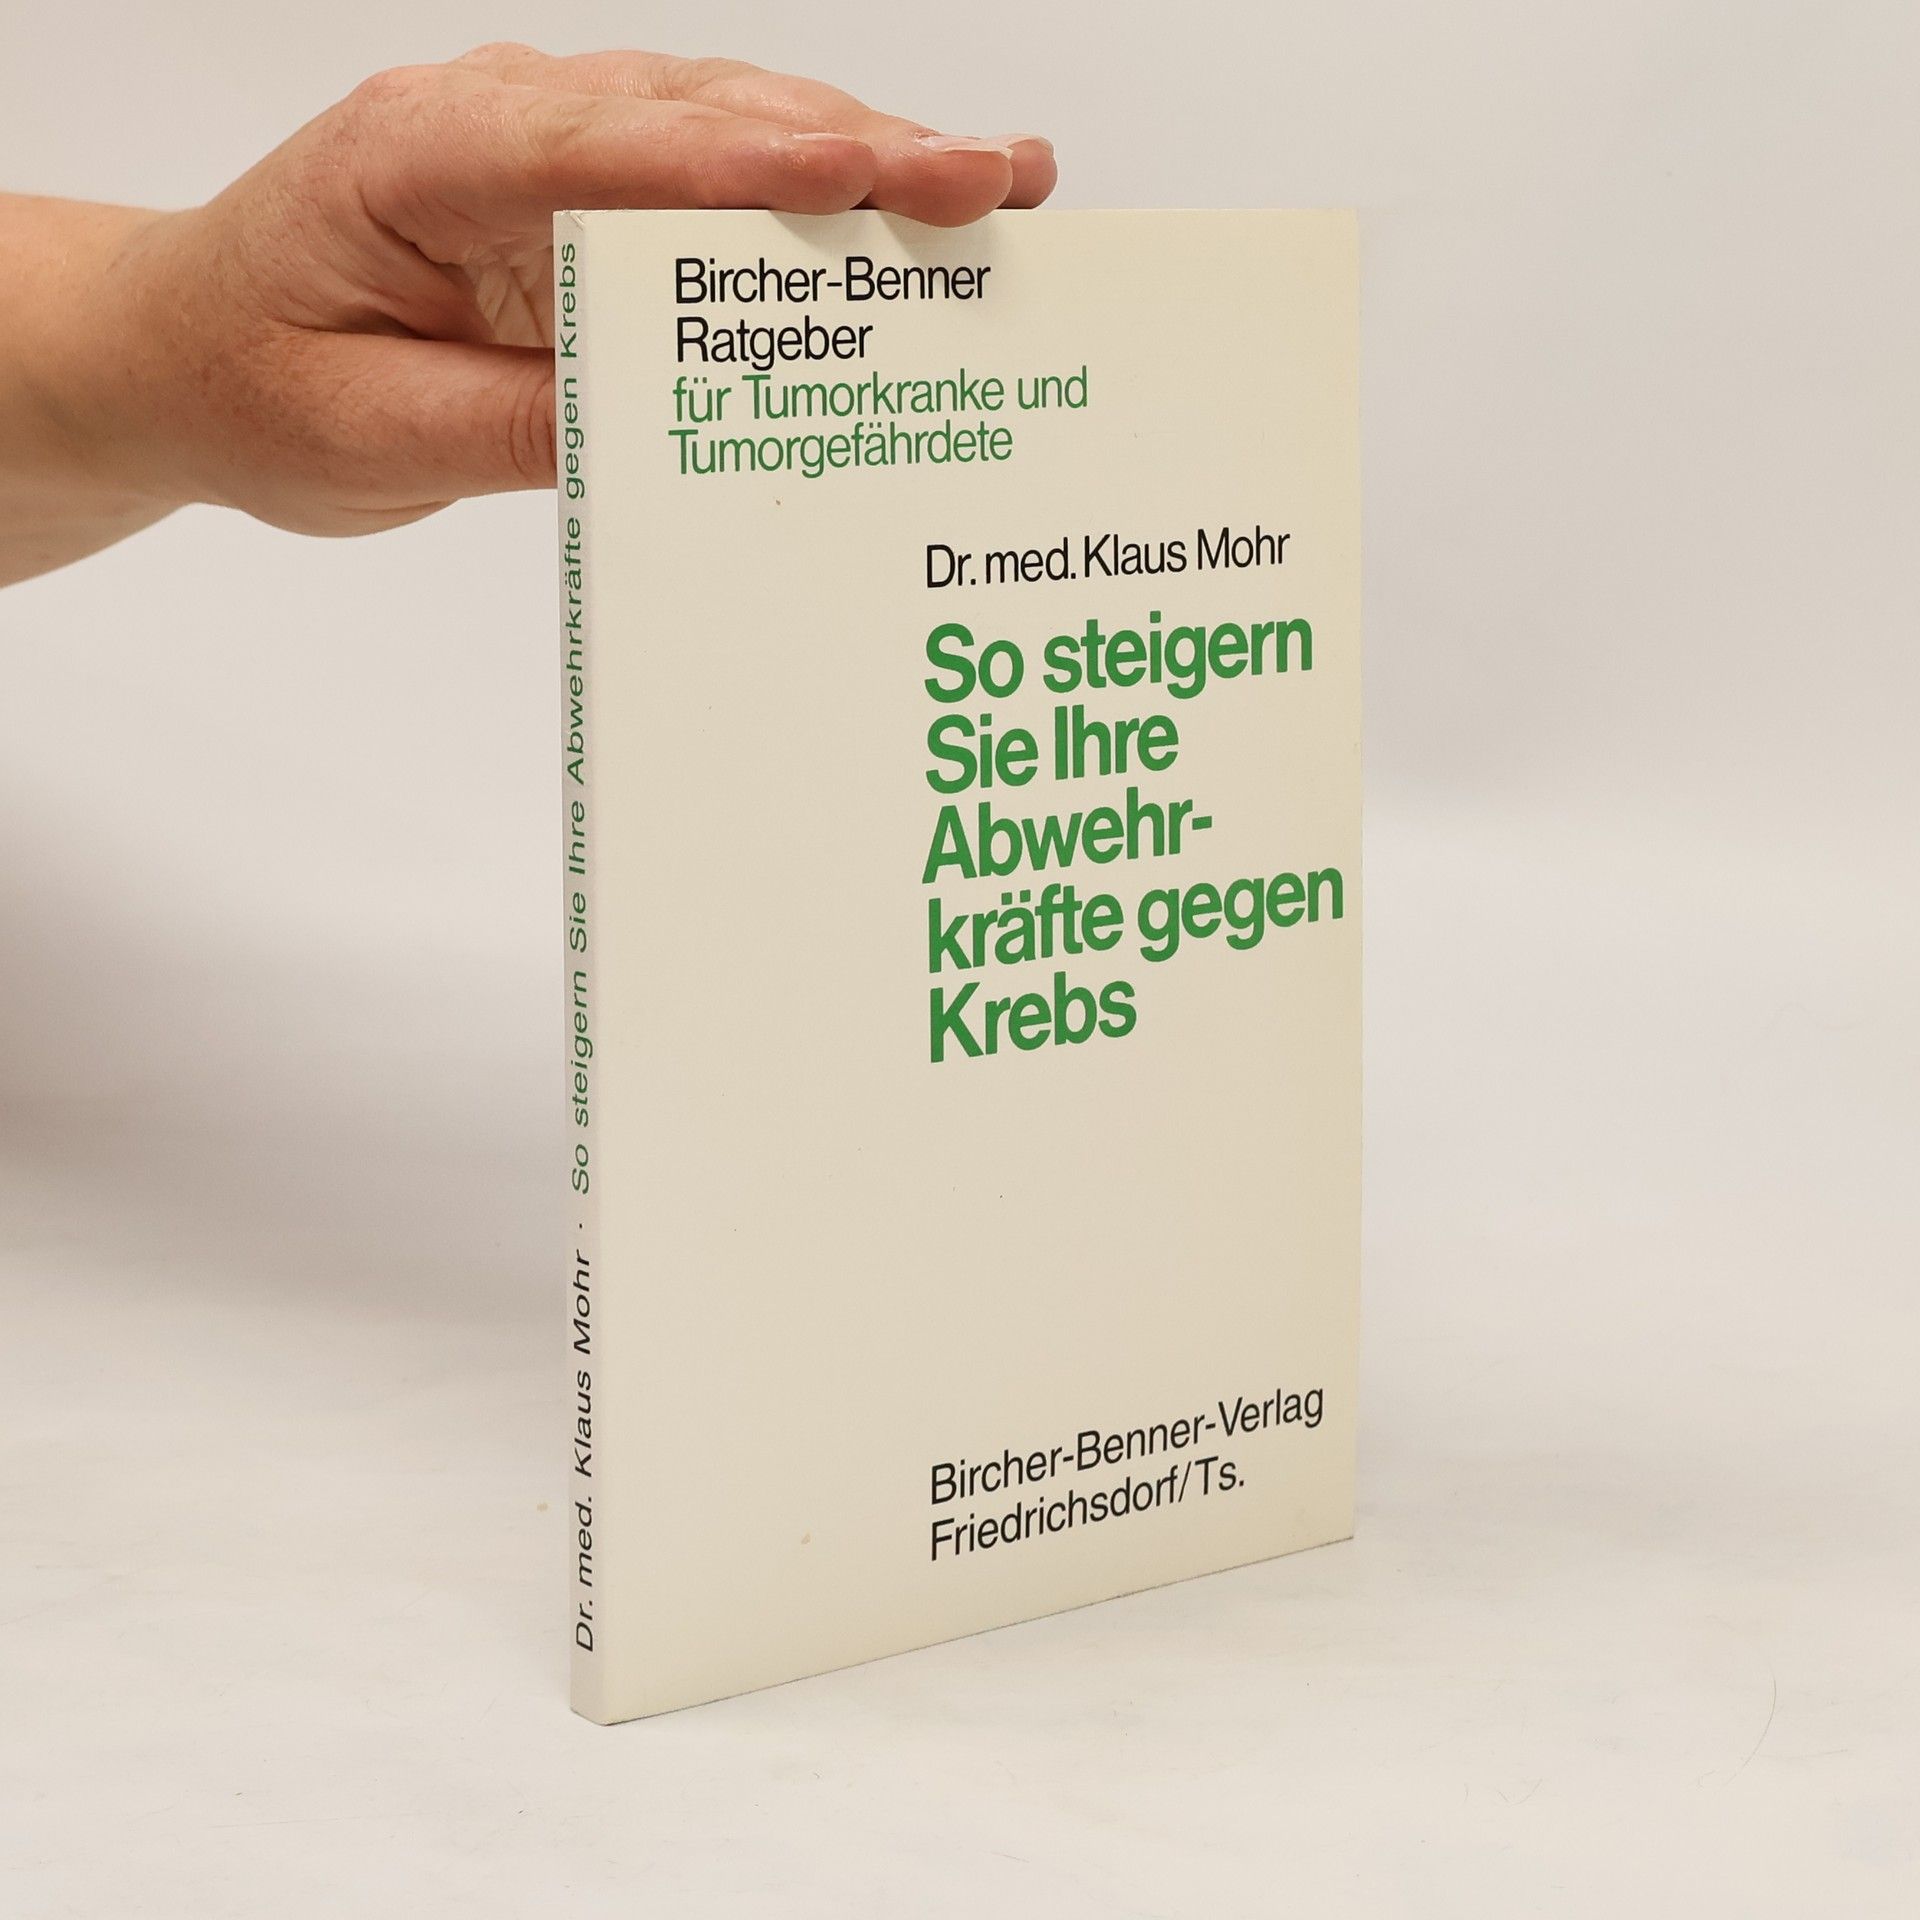 Bircher-Benner
Ratgeber
für Tumorkranke und
Tumorgefährdete
Dr. med. Klaus Mohr
So steigern
Sie Ihre
Abwehr-
kräfte gegen
Krebs
Bircher-Benner-Verlag
Friedrichsdorf/Ts.
Dr. med. Klaus Mohr · So steigern Sie Ihre Abwehrkräfte gegen Krebs